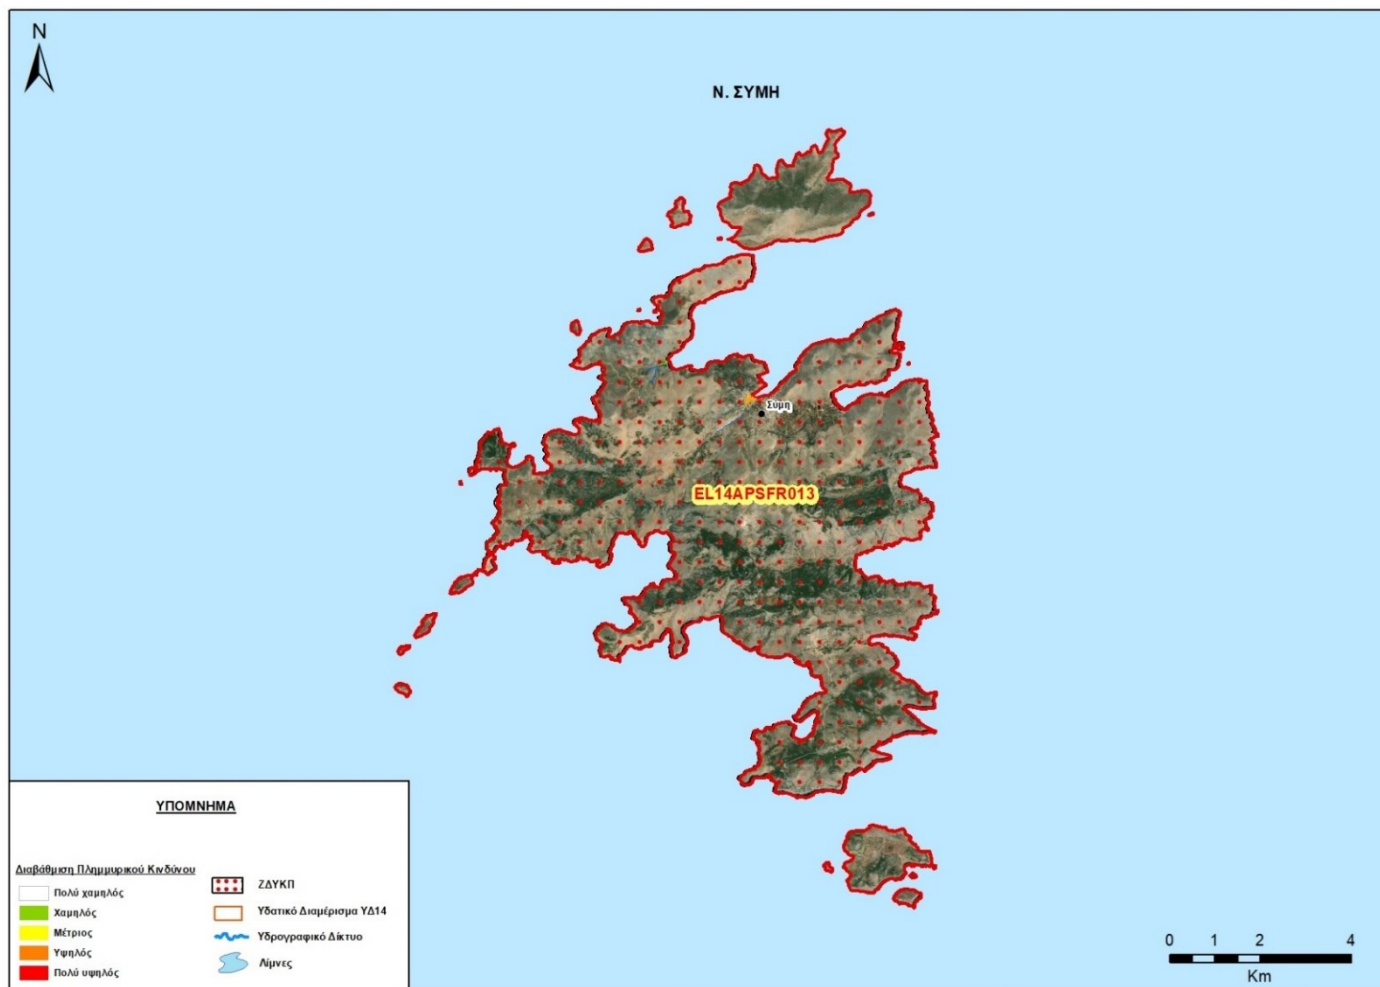 N
Ν. ΣΥΜΗ
Σύμη
EL14APSFR013
ΥΠΟΜΝΗΜΑ
Διαβάθμιση Πλημμυρικού Κινδύνου
Πολύ χαμηλός
Χαμηλός
Μέτριος
Υψηλός
Πολύ υψηλός
ΖΔΥΚΠ
Υδατικό Διαμέρισμα ΥΔ14
Υδρογραφικό Δίκτυο
Λίμνες
0 1 2 4
Km